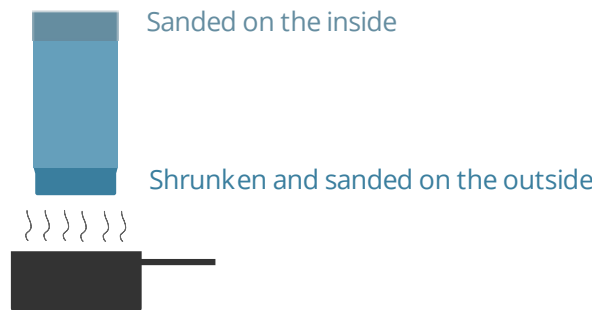 Sanded on the inside
Shrunken and sanded on the outside